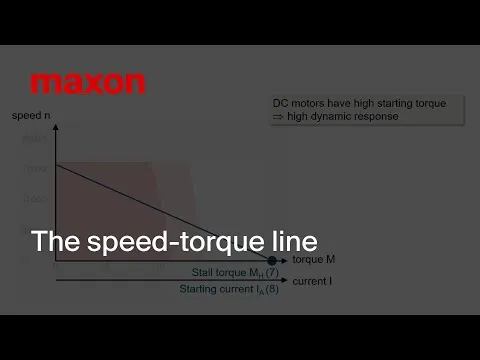 maxon
DC motors have high starting torque
⇒ high dynamic response
speed n
The speed-torque line
torque M
Stall torque M_H (7)
current I
Starting current I_A (8)